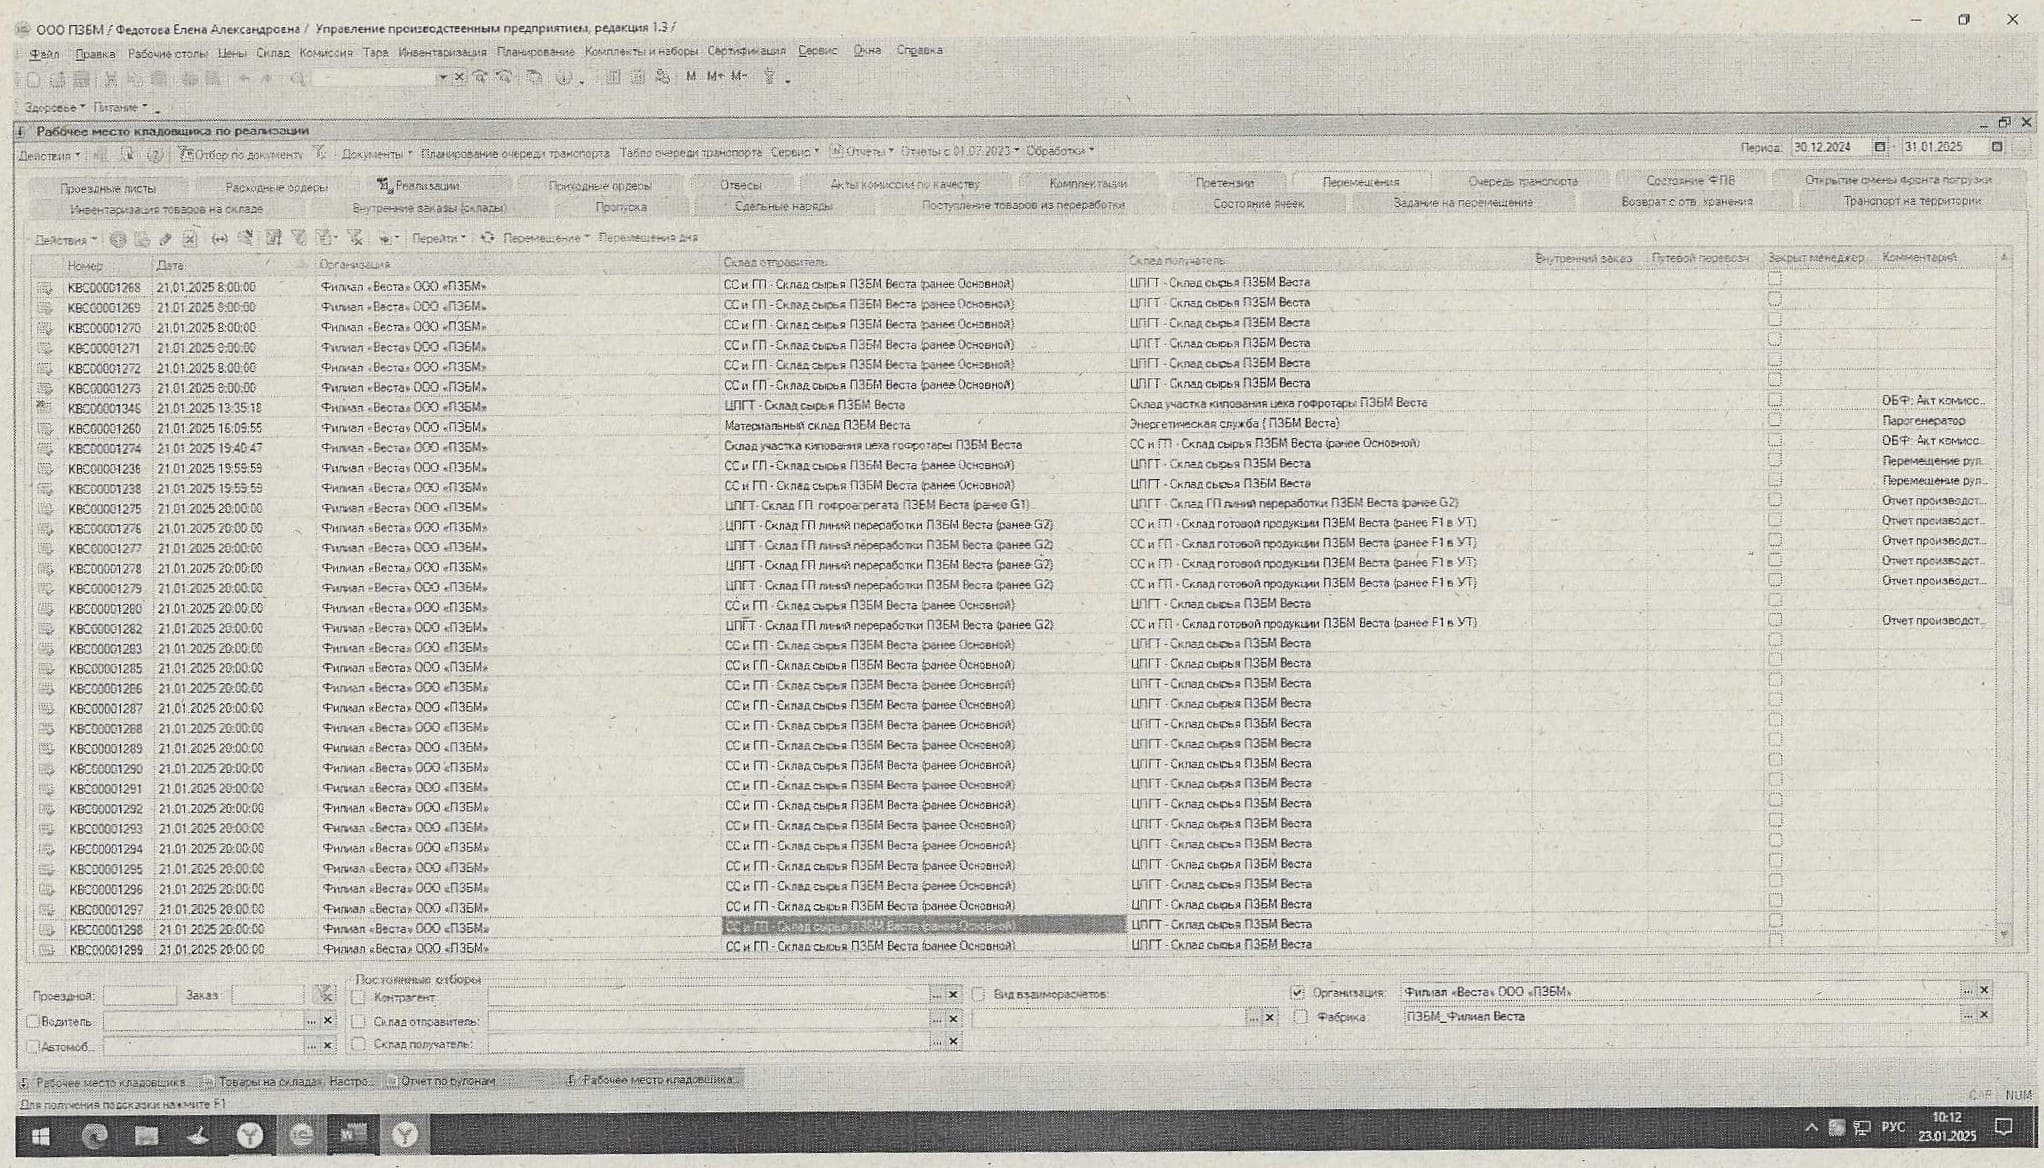 ООО ПЗБМ / Федотова Елена Александровна / Управление производственным предприятием, редакция 1.3 /
Файл Правка Рабочие столы Цены Склад Комиссия Тара Инвентаризация Планирование Комплекты и наборы Сертификация Сервис Окна Справка
M M+ M-
Здоровье Питание
Рабочее место кладовщика по реализации
Действия Отбор по документу Документы Планирование очереди транспорта Табло очереди транспорта Сервис Отчеты Отчеты с 01.07.2023 Обработки Период: 30.12.2024 - 31.01.2025
Проездные листы Расходные ордеры Реализации Приходные ордеры Отвесы Акты комиссии по качеству Комплектации Претензии Перемещения Очередь транспорта Состояние ФПВ Открытие смены фронта погрузки
Инвентаризация товаров на складе Внутренние заказы (склады) Пропуска Сдельные наряды Поступление товаров из переработки Состояние ячеек Задание на перемещение Возврат с отв. хранения Транспорт на территории
Действия Перейти Перемещение Перемещения дня
Номер Дата Организация Склад отправитель Склад получатель Внутренний заказ Путевой перевозч Закрыт менеджер Комментарий
КВС00001268 21.01.2025 8:00:00 Филиал «Веста» ООО «ПЗБМ» СС и ГП - Склад сырья ПЗБМ Веста (ранее Основной) ЦПГТ - Склад сырья ПЗБМ Веста
КВС00001269 21.01.2025 8:00:00 Филиал «Веста» ООО «ПЗБМ» СС и ГП - Склад сырья ПЗБМ Веста (ранее Основной) ЦПГТ - Склад сырья ПЗБМ Веста
КВС00001270 21.01.2025 8:00:00 Филиал «Веста» ООО «ПЗБМ» СС и ГП - Склад сырья ПЗБМ Веста (ранее Основной) ЦПГТ - Склад сырья ПЗБМ Веста
КВС00001271 21.01.2025 8:00:00 Филиал «Веста» ООО «ПЗБМ» СС и ГП - Склад сырья ПЗБМ Веста (ранее Основной) ЦПГТ - Склад сырья ПЗБМ Веста
КВС00001272 21.01.2025 8:00:00 Филиал «Веста» ООО «ПЗБМ» СС и ГП - Склад сырья ПЗБМ Веста (ранее Основной) ЦПГТ - Склад сырья ПЗБМ Веста
КВС00001273 21.01.2025 8:00:00 Филиал «Веста» ООО «ПЗБМ» СС и ГП - Склад сырья ПЗБМ Веста (ранее Основной) ЦПГТ - Склад сырья ПЗБМ Веста
КВС00001346 21.01.2025 13:35:18 Филиал «Веста» ООО «ПЗБМ» ЦПГТ - Склад сырья ПЗБМ Веста Склад участка кипования цеха гофротары ПЗБМ Веста ОБФ: Акт комисс...
КВС00001260 21.01.2025 16:09:55 Филиал «Веста» ООО «ПЗБМ» Материальный склад ПЗБМ Веста Энергетическая служба ( ПЗБМ Веста) Парогенератор
КВС00001274 21.01.2025 19:40:47 Филиал «Веста» ООО «ПЗБМ» Склад участка кипования цеха гофротары ПЗБМ Веста СС и ГП - Склад сырья ПЗБМ Веста (ранее Основной) ОБФ: Акт комисс...
КВС00001236 21.01.2025 19:59:59 Филиал «Веста» ООО «ПЗБМ» СС и ГП - Склад сырья ПЗБМ Веста (ранее Основной) ЦПГТ - Склад сырья ПЗБМ Веста Перемещение рул...
КВС00001238 21.01.2025 19:59:59 Филиал «Веста» ООО «ПЗБМ» СС и ГП - Склад сырья ПЗБМ Веста (ранее Основной) ЦПГТ - Склад сырья ПЗБМ Веста Перемещение рул...
КВС00001275 21.01.2025 20:00:00 Филиал «Веста» ООО «ПЗБМ» ЦПГТ- Склад ГП гофроагрегата ПЗБМ Веста (ранее G1) ЦПГТ - Склад ГП линий переработки ПЗБМ Веста (ранее G2) Отчет производст...
КВС00001276 21.01.2025 20:00:00 Филиал «Веста» ООО «ПЗБМ» ЦПГТ - Склад ГП линий переработки ПЗБМ Веста (ранее G2) СС и ГП - Склад готовой продукции ПЗБМ Веста (ранее F1 в УТ) Отчет производст...
КВС00001277 21.01.2025 20:00:00 Филиал «Веста» ООО «ПЗБМ» ЦПГТ - Склад ГП линий переработки ПЗБМ Веста (ранее G2) СС и ГП - Склад готовой продукции ПЗБМ Веста (ранее F1 в УТ) Отчет производст...
КВС00001278 21.01.2025 20:00:00 Филиал «Веста» ООО «ПЗБМ» ЦПГТ - Склад ГП линий переработки ПЗБМ Веста (ранее G2) СС и ГП - Склад готовой продукции ПЗБМ Веста (ранее F1 в УТ) Отчет производст...
КВС00001279 21.01.2025 20:00:00 Филиал «Веста» ООО «ПЗБМ» ЦПГТ - Склад ГП линий переработки ПЗБМ Веста (ранее G2) СС и ГП - Склад готовой продукции ПЗБМ Веста (ранее F1 в УТ) Отчет производст...
КВС00001280 21.01.2025 20:00:00 Филиал «Веста» ООО «ПЗБМ» СС и ГП - Склад сырья ПЗБМ Веста (ранее Основной) ЦПГТ - Склад сырья ПЗБМ Веста
КВС00001282 21.01.2025 20:00:00 Филиал «Веста» ООО «ПЗБМ» ЦПГТ - Склад ГП линий переработки ПЗБМ Веста (ранее G2) СС и ГП - Склад готовой продукции ПЗБМ Веста (ранее F1 в УТ) Отчет производст...
КВС00001283 21.01.2025 20:00:00 Филиал «Веста» ООО «ПЗБМ» СС и ГП - Склад сырья ПЗБМ Веста (ранее Основной) ЦПГТ - Склад сырья ПЗБМ Веста
КВС00001285 21.01.2025 20:00:00 Филиал «Веста» ООО «ПЗБМ» СС и ГП - Склад сырья ПЗБМ Веста (ранее Основной) ЦПГТ - Склад сырья ПЗБМ Веста
КВС00001286 21.01.2025 20:00:00 Филиал «Веста» ООО «ПЗБМ» СС и ГП - Склад сырья ПЗБМ Веста (ранее Основной) ЦПГТ - Склад сырья ПЗБМ Веста
КВС00001287 21.01.2025 20:00:00 Филиал «Веста» ООО «ПЗБМ» СС и ГП - Склад сырья ПЗБМ Веста (ранее Основной) ЦПГТ - Склад сырья ПЗБМ Веста
КВС00001288 21.01.2025 20:00:00 Филиал «Веста» ООО «ПЗБМ» СС и ГП - Склад сырья ПЗБМ Веста (ранее Основной) ЦПГТ - Склад сырья ПЗБМ Веста
КВС00001289 21.01.2025 20:00:00 Филиал «Веста» ООО «ПЗБМ» СС и ГП - Склад сырья ПЗБМ Веста (ранее Основной) ЦПГТ - Склад сырья ПЗБМ Веста
КВС00001290 21.01.2025 20:00:00 Филиал «Веста» ООО «ПЗБМ» СС и ГП - Склад сырья ПЗБМ Веста (ранее Основной) ЦПГТ - Склад сырья ПЗБМ Веста
КВС00001291 21.01.2025 20:00:00 Филиал «Веста» ООО «ПЗБМ» СС и ГП - Склад сырья ПЗБМ Веста (ранее Основной) ЦПГТ - Склад сырья ПЗБМ Веста
КВС00001292 21.01.2025 20:00:00 Филиал «Веста» ООО «ПЗБМ» СС и ГП - Склад сырья ПЗБМ Веста (ранее Основной) ЦПГТ - Склад сырья ПЗБМ Веста
КВС00001293 21.01.2025 20:00:00 Филиал «Веста» ООО «ПЗБМ» СС и ГП - Склад сырья ПЗБМ Веста (ранее Основной) ЦПГТ - Склад сырья ПЗБМ Веста
КВС00001294 21.01.2025 20:00:00 Филиал «Веста» ООО «ПЗБМ» СС и ГП - Склад сырья ПЗБМ Веста (ранее Основной) ЦПГТ - Склад сырья ПЗБМ Веста
КВС00001295 21.01.2025 20:00:00 Филиал «Веста» ООО «ПЗБМ» СС и ГП - Склад сырья ПЗБМ Веста (ранее Основной) ЦПГТ - Склад сырья ПЗБМ Веста
КВС00001296 21.01.2025 20:00:00 Филиал «Веста» ООО «ПЗБМ» СС и ГП - Склад сырья ПЗБМ Веста (ранее Основной) ЦПГТ - Склад сырья ПЗБМ Веста
КВС00001297 21.01.2025 20:00:00 Филиал «Веста» ООО «ПЗБМ» СС и ГП - Склад сырья ПЗБМ Веста (ранее Основной) ЦПГТ - Склад сырья ПЗБМ Веста
КВС00001298 21.01.2025 20:00:00 Филиал «Веста» ООО «ПЗБМ» СС и ГП - Склад сырья ПЗБМ Веста (ранее Основной) ЦПГТ - Склад сырья ПЗБМ Веста
КВС00001299 21.01.2025 20:00:00 Филиал «Веста» ООО «ПЗБМ» СС и ГП - Склад сырья ПЗБМ Веста (ранее Основной) ЦПГТ - Склад сырья ПЗБМ Веста
Постоянные отборы
Проездной: Заказ: Контрагент Вид взаиморасчетов: Организация: Филиал «Веста» ООО «ПЗБМ»
Водитель Склад отправитель: Фабрика: ПЗБМ_Филиал Веста
Автомоб... Склад получатель:
Рабочее место кладовщика... Товары на складах. Настро... Отчет по рулонам Рабочее место кладовщика...
Для получения подсказки нажмите F1 CAP NUM
РУС 10:12
23.01.2025